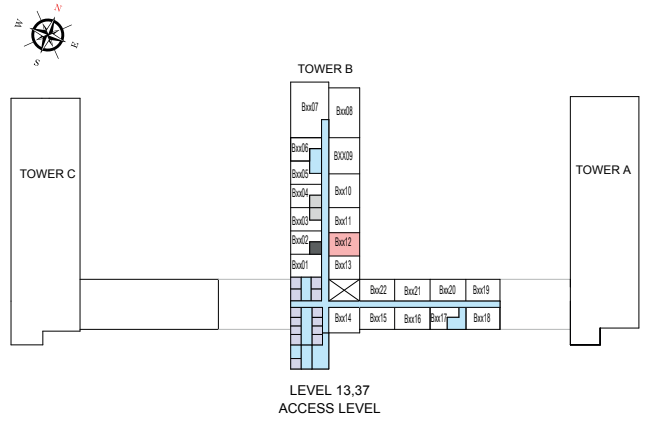 N
W
E
S
TOWER B
Bxx07
Bxx08
Bxx06
BXX09
Bxx05
TOWER C
TOWER A
Bxx04
Bxx10
Bxx03
Bxx11
Bxx02
Bxx12
Bxx01
Bxx13
Bxx22
Bxx21
Bxx20
Bxx19
Bxx14
Bxx15
Bxx16
Bxx17
Bxx18
LEVEL 13,37
ACCESS LEVEL